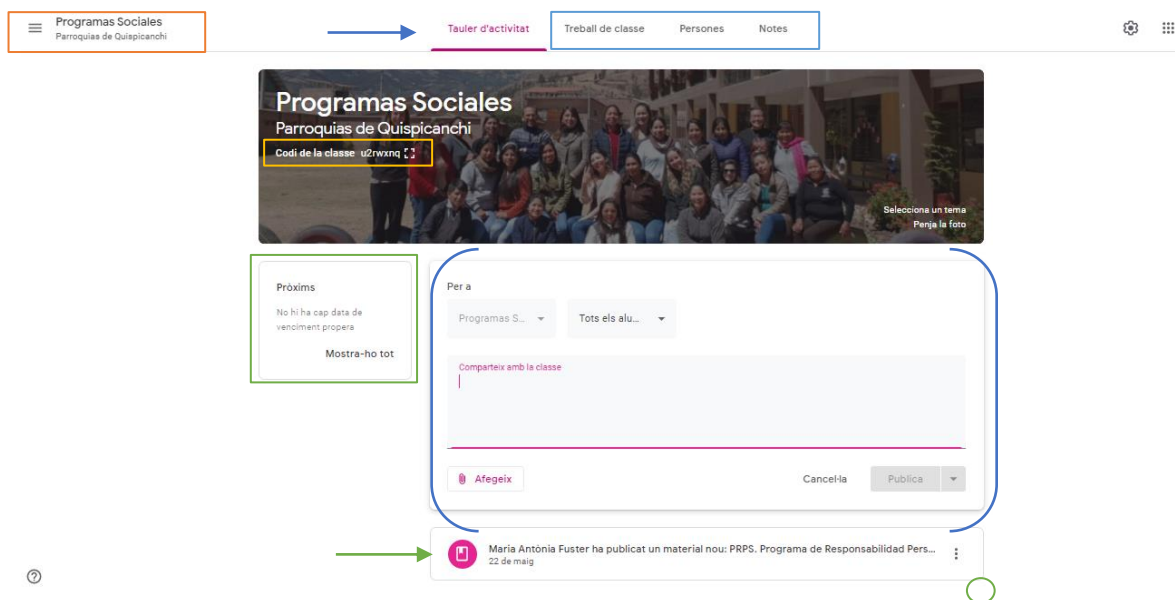 Programas Sociales
Parroquias de Quispicanchi
Tauler d'activitat
Treball de classe
Persones
Notes
Programas Sociales
Parroquias de Quispicanchi
Codi de la classe u2rwxnq
Selecciona un tema
Penja la foto
Pròxims
No hi ha cap data de
venciment propera
Mostra-ho tot
Per a
Programas S...
Tots els alu...
Comparteix amb la classe
Afegeix
Cancel·la
Publica
Maria Antònia Fuster ha publicat un material nou: PRPS. Programa de Responsabilidad Pers...
22 de maig